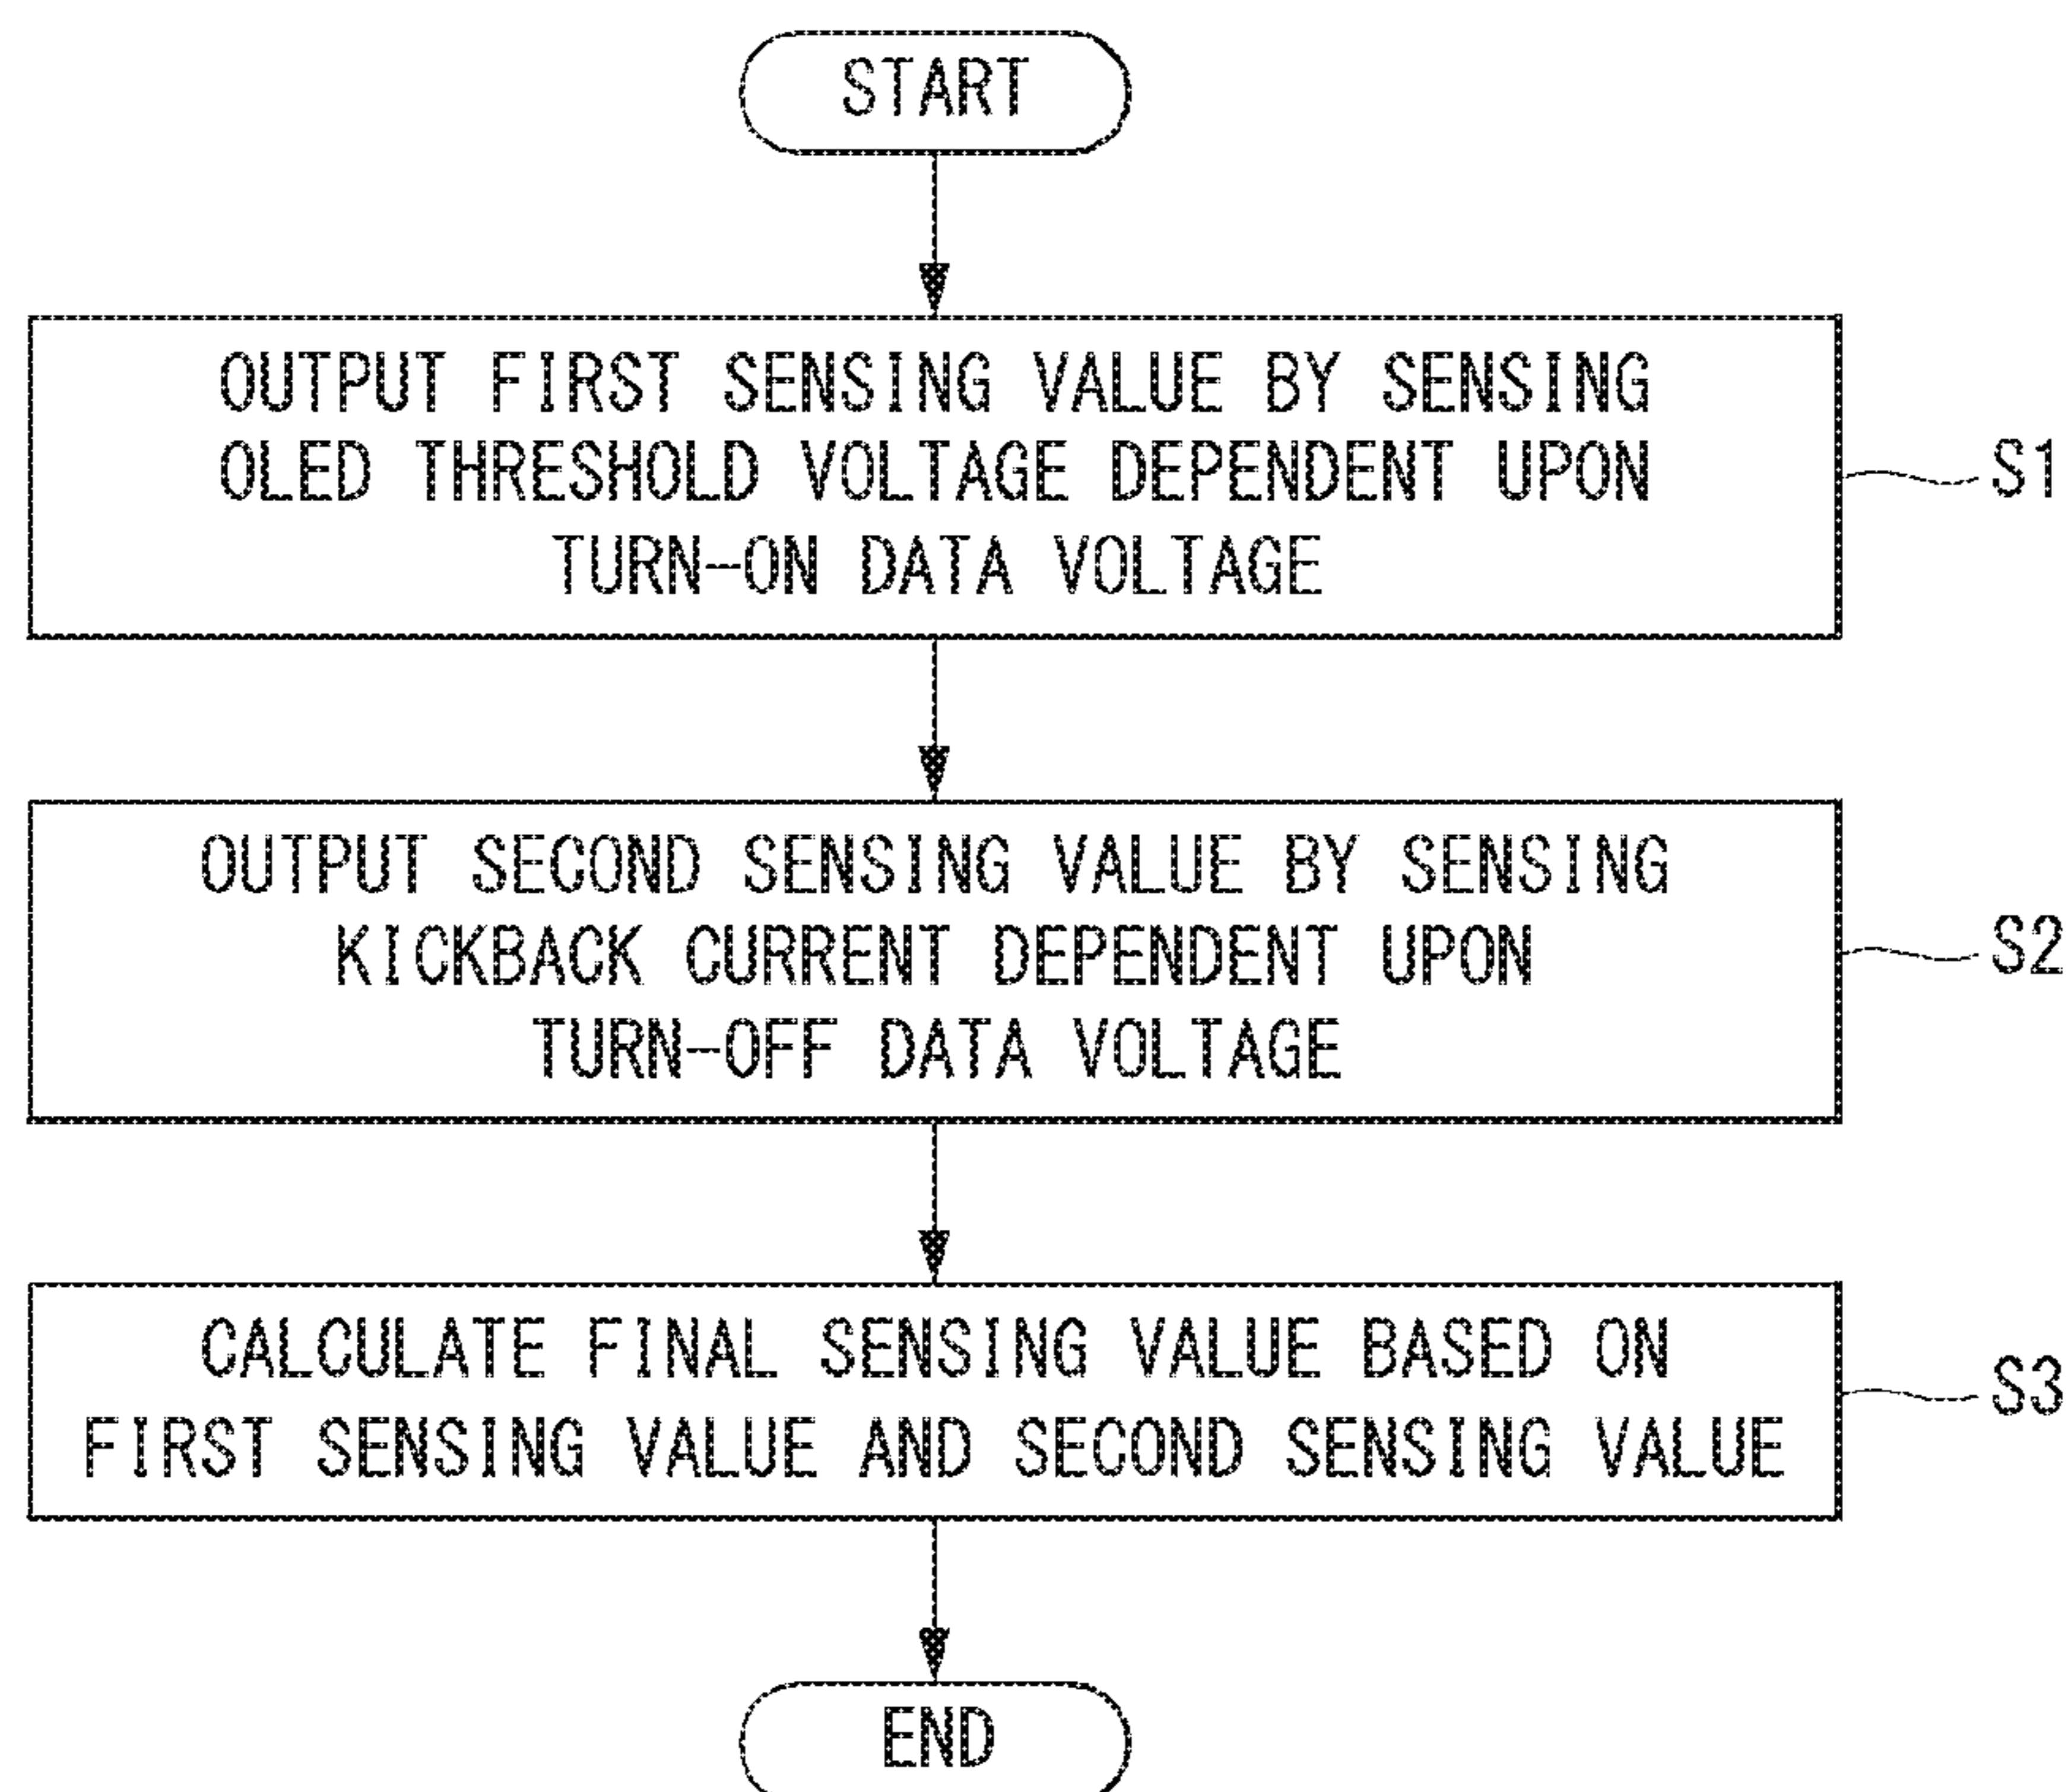 START
OUTPUT FIRST SENSING VALUE BY SENSING
OLED THRESHOLD VOLTAGE DEPENDENT UPON
TURN-ON DATA VOLTAGE
S1
OUTPUT SECOND SENSING VALUE BY SENSING
KICKBACK CURRENT DEPENDENT UPON
TURN-OFF DATA VOLTAGE
S2
CALCULATE FINAL SENSING VALUE BASED ON
FIRST SENSING VALUE AND SECOND SENSING VALUE
S3
END